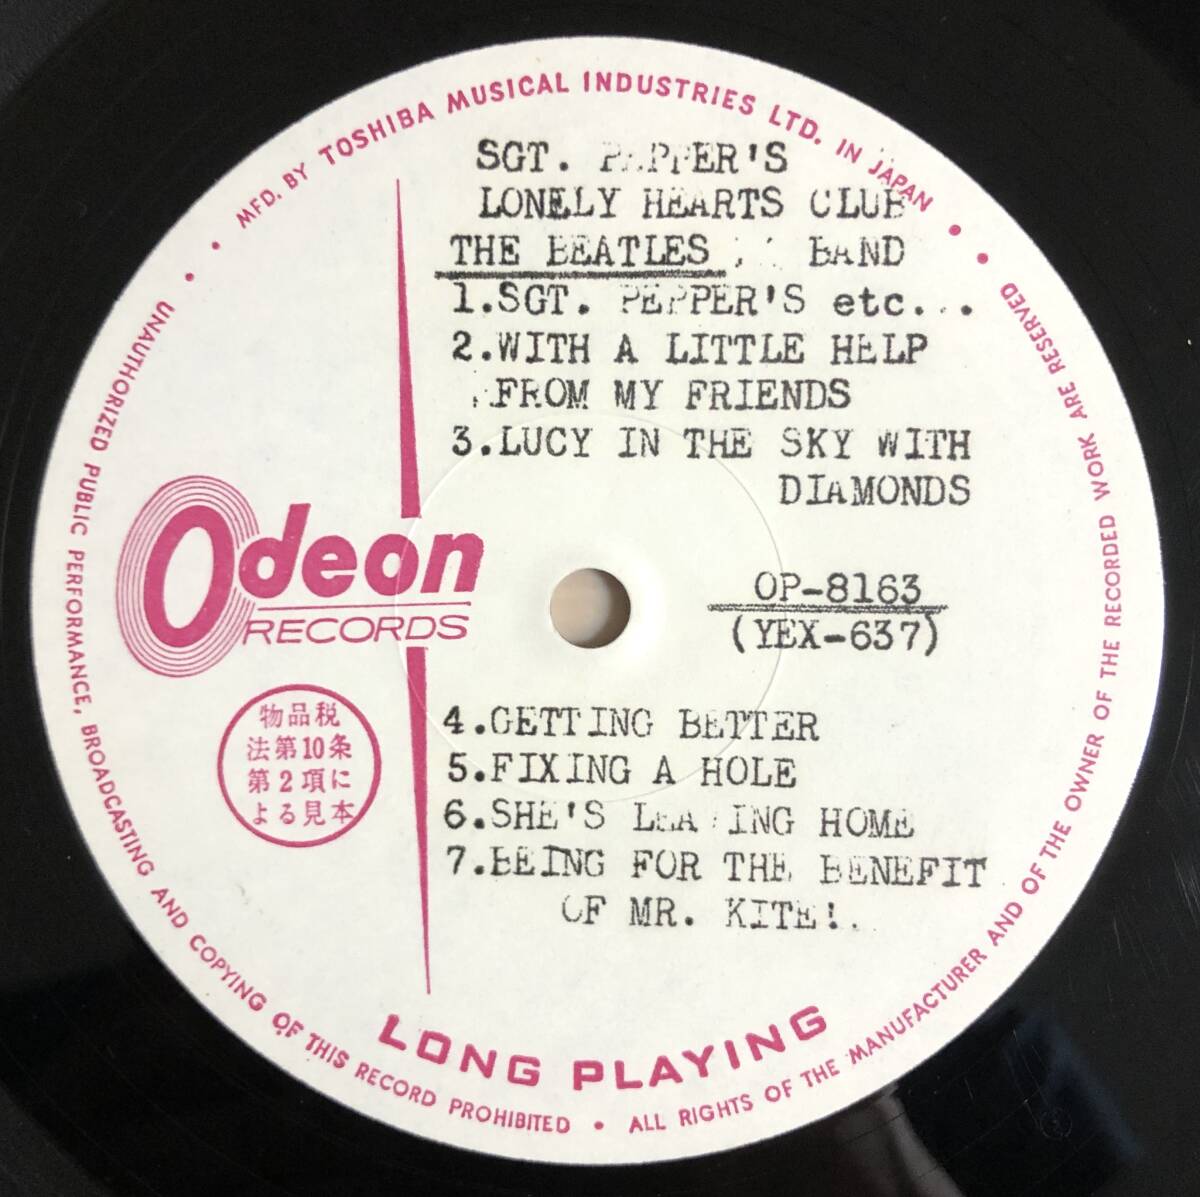 MFD. BY TOSHIBA MUSICAL INDUSTRIES LTD. IN JAPAN
SGT. PEPPER'S
LONELY HEARTS CLUB
THE BEATLES BAND
1.SGT. PEPPER'S etc...
2.WITH A LITTLE HELP
FROM MY FRIENDS
3.LUCY IN THE SKY WITH
DIAMONDS
Odeon
RECORDS
OP-8163
(YEX-637)
物品税
法第10条
第2項に
よる見本
4.GETTING BETTER
5.FIXING A HOLE
6.SHE'S LEAVING HOME
7.BEING FOR THE BENEFIT
OF MR. KITE!.
LONG PLAYING
UNAUTHORIZED PUBLIC PERFORMANCE, BROADCASTING AND COPYING OF THIS RECORD PROHIBITED • ALL RIGHTS OF THE MANUFACTURER AND OF THE OWNER OF THE RECORDED WORK ARE RESERVED